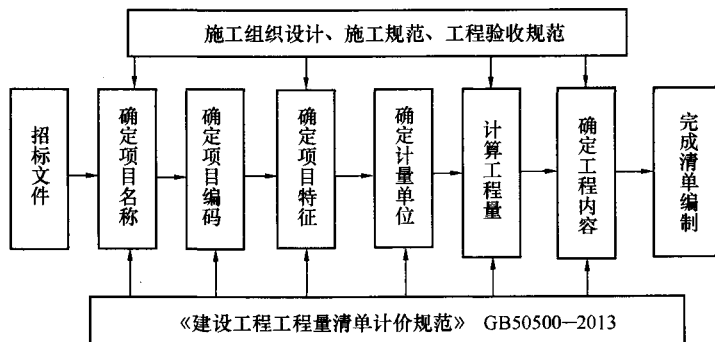 施工组织设计、施工规范、工程验收规范
招标文件
确定项目名称
确定项目编码
确定项目特征
确定计量单位
计算工程量
确定工程内容
完成清单编制
《建设工程工程量清单计价规范》 GB50500—2013